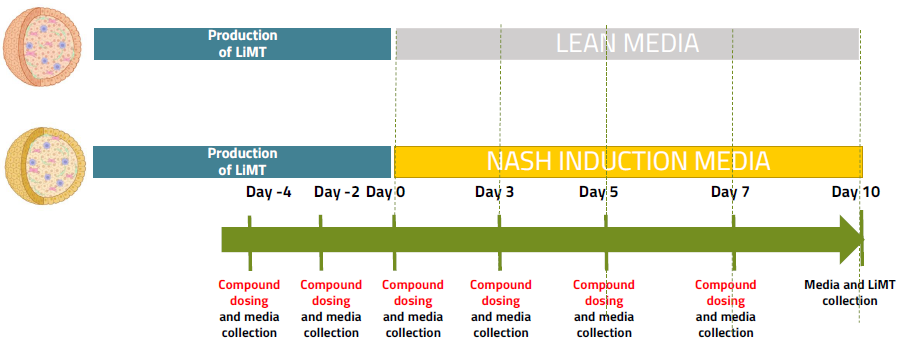 Production
of LiMT
LEAN MEDIA
Production
of LiMT
NASH INDUCTION MEDIA
Day -4
Day -2
Day 0
Day 3
Day 5
Day 7
Day 10
Compound
dosing
and media
collection
Compound
dosing
and media
collection
Compound
dosing
and media
collection
Compound
dosing
and media
collection
Compound
dosing
and media
collection
Compound
dosing
and media
collection
Media and LiMT
collection